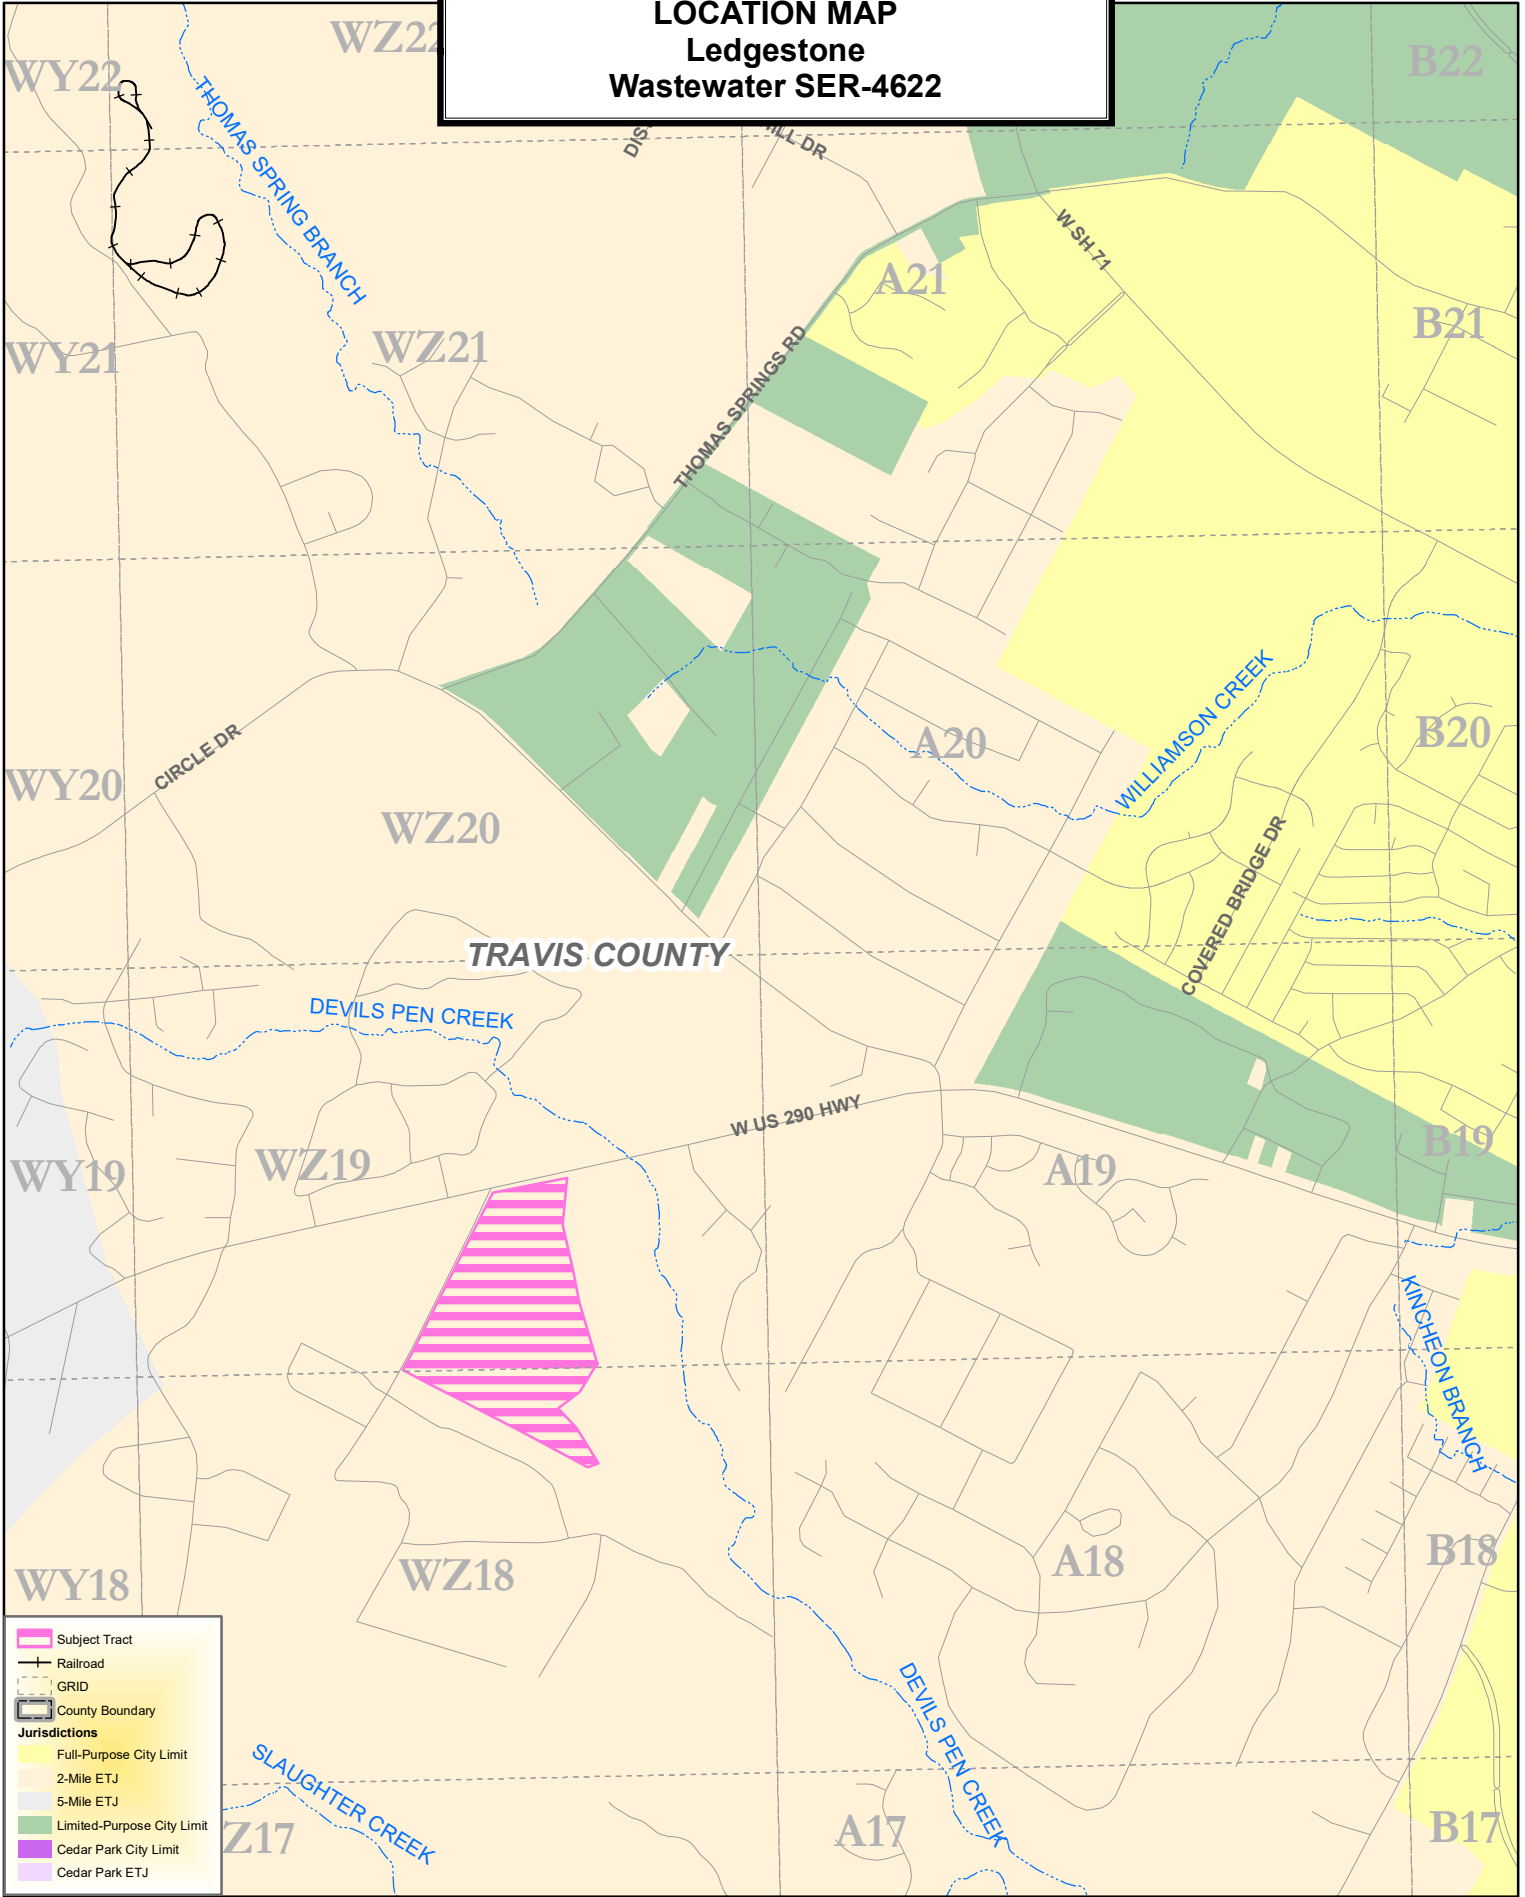 LOCATION MAP
Ledgestone
Wastewater SER-4622
WZ22
B22
WY22
THOMAS SPRING BRANCH
HILL DR
W SH 71
A21
B21
WZ21
WY21
THOMAS SPRINGS RD
WILLIAMSON CREEK
CIRCLE DR
A20
B20
WY20
WZ20
COVERED BRIDGE DR
TRAVIS COUNTY
DEVILS PEN CREEK
W US 290 HWY
B19
WY19
WZ19
A19
KINCHEON BRANCH
B18
A18
WZ18
WY18
Subject Tract
Railroad
GRID
County Boundary
Jurisdictions
Full-Purpose City Limit
2-Mile ETJ
5-Mile ETJ
Limited-Purpose City Limit
Cedar Park City Limit
Cedar Park ETJ
DEVILS PEN CREEK
SLAUGHTER CREEK
Z17
A17
B17